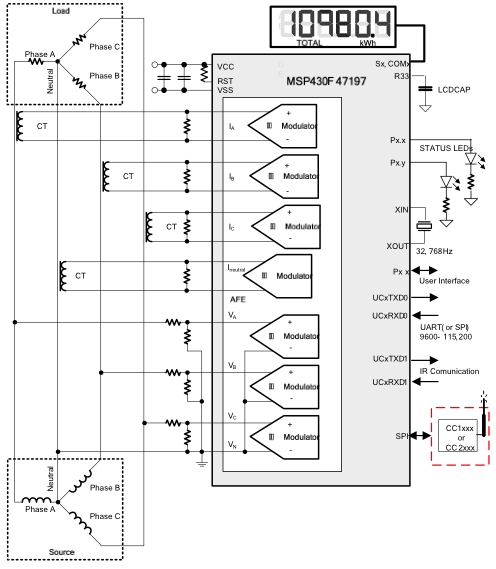 Load
Phase A
Phase C
Neutral
Phase B
10980.4
TOTAL
kWh
VCC
RST
VSS
MSP430F47197
Sx, COMx
R33
LCDCAP
CT
IA
+
Modulator
-
Px.x
STATUS LEDs
Px.y
CT
IB
+
Modulator
-
CT
IC
+
Modulator
-
XIN
XOUT
32, 768Hz
CT
Ineutral
Modulator
AFE
Px x
User Interface
UCxTXD0
UCxRXD0
UART( or SPI)
9600- 115,200
VA
+
Modulator
-
VB
+
Modulator
-
UCxTXD1
IR Comunication
UCxRXD1
VC
+
Modulator
-
VN
SPI
CC1xxx
or
CC2xxx
Neutral
Phase B
Phase A
Phase C
Source